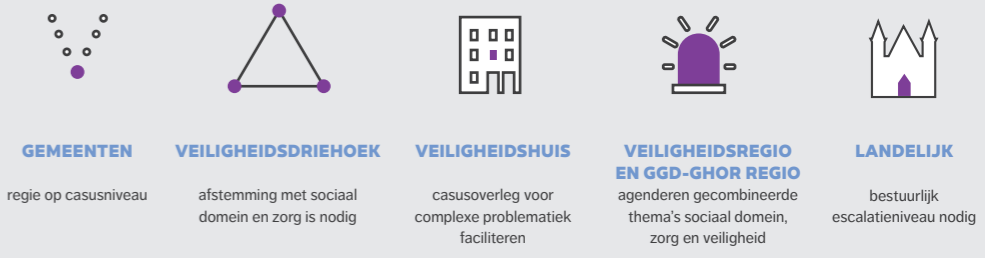 GEMEENTEN
regie op casusniveau
VEILIGHEIDSDRIEHOEK
afstemming met sociaal
domein en zorg is nodig
VEILIGHEIDSHUIS
casusoverleg voor
complexe problematiek
faciliteren
VEILIGHEIDSREGIO
EN GGD-GHOR REGIO
agenderen gecombineerde
thema's sociaal domein,
zorg en veiligheid
LANDELIJK
bestuurlijk
escalatieniveau nodig